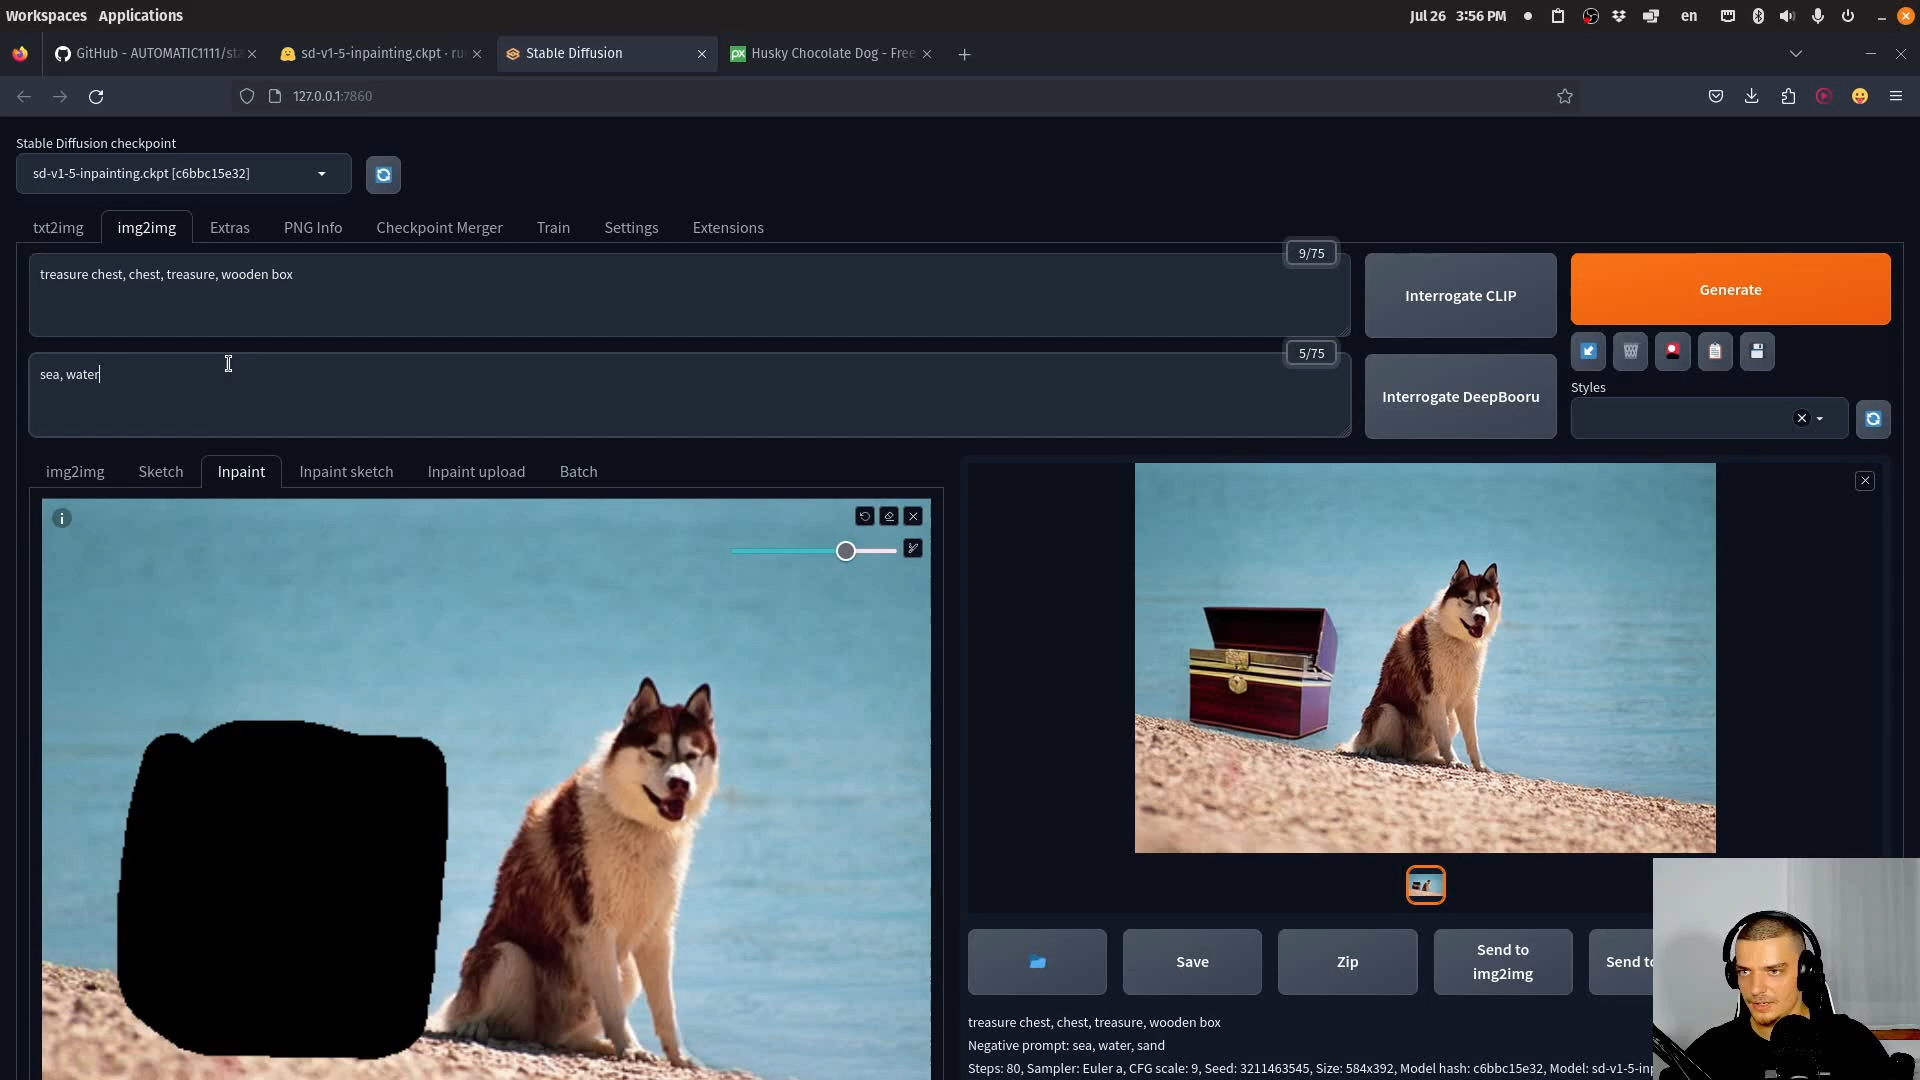 Workspaces Applications Jul 26 3:56 PM en
GitHub - AUTOMATIC1111/sta sd-v1-5-inpainting.ckpt · ru Stable Diffusion Husky Chocolate Dog - Free
127.0.0.1:7860
Stable Diffusion checkpoint
sd-v1-5-inpainting.ckpt [c6bbc15e32]
txt2img img2img Extras PNG Info Checkpoint Merger Train Settings Extensions
9/75
treasure chest, chest, treasure, wooden box
Interrogate CLIP
Generate
5/75
sea, water
Interrogate DeepBooru
Styles
img2img Sketch Inpaint Inpaint sketch Inpaint upload Batch
Save
Zip
Send to
img2img
Send to
treasure chest, chest, treasure, wooden box
Negative prompt: sea, water, sand
Steps: 80, Sampler: Euler a, CFG scale: 9, Seed: 3211463545, Size: 584x392, Model hash: c6bbc15e32, Model: sd-v1-5-inp